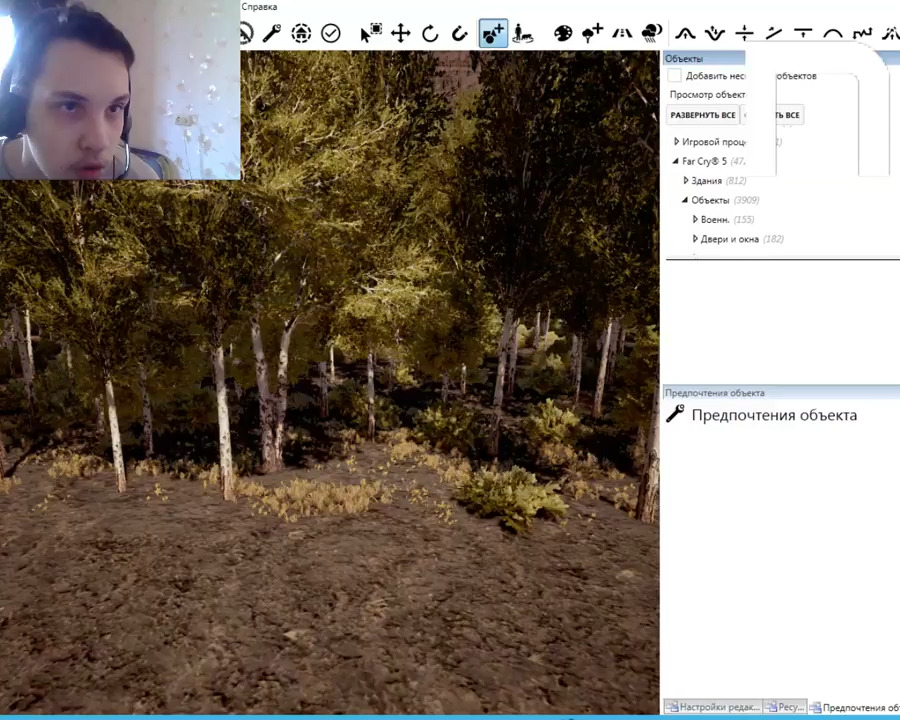 Справка
Объекты
Добавить нес объектов
Просмотр объект
РАЗВЕРНУТЬ ВСЕ ТЬ ВСЕ
Игровой проц
Far Cry® 5 (47,
Здания (812)
Объекты (3909)
Военн. (155)
Двери и окна (182)
Предпочтения объекта
Предпочтения объекта
Настройки редак... Ресу... Предпочтения об